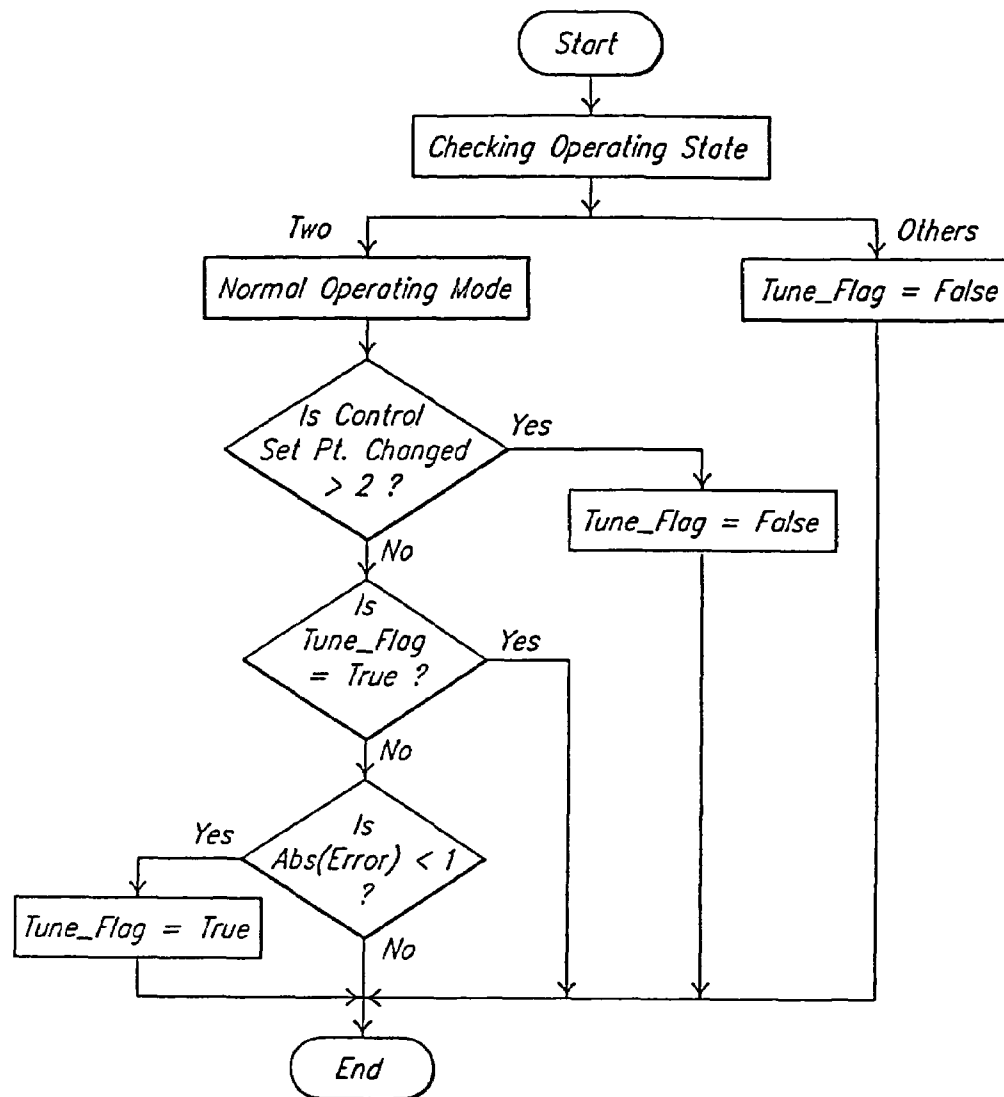 Start
Checking Operating State
Two
Others
Normal Operating Mode
Tune_Flag = False
Is Control
Set Pt. Changed
> 2 ?
Yes
Tune_Flag = False
No
Is
Tune_Flag
= True ?
Yes
No
Is
Abs(Error) < 1
?
Yes
Tune_Flag = True
No
End